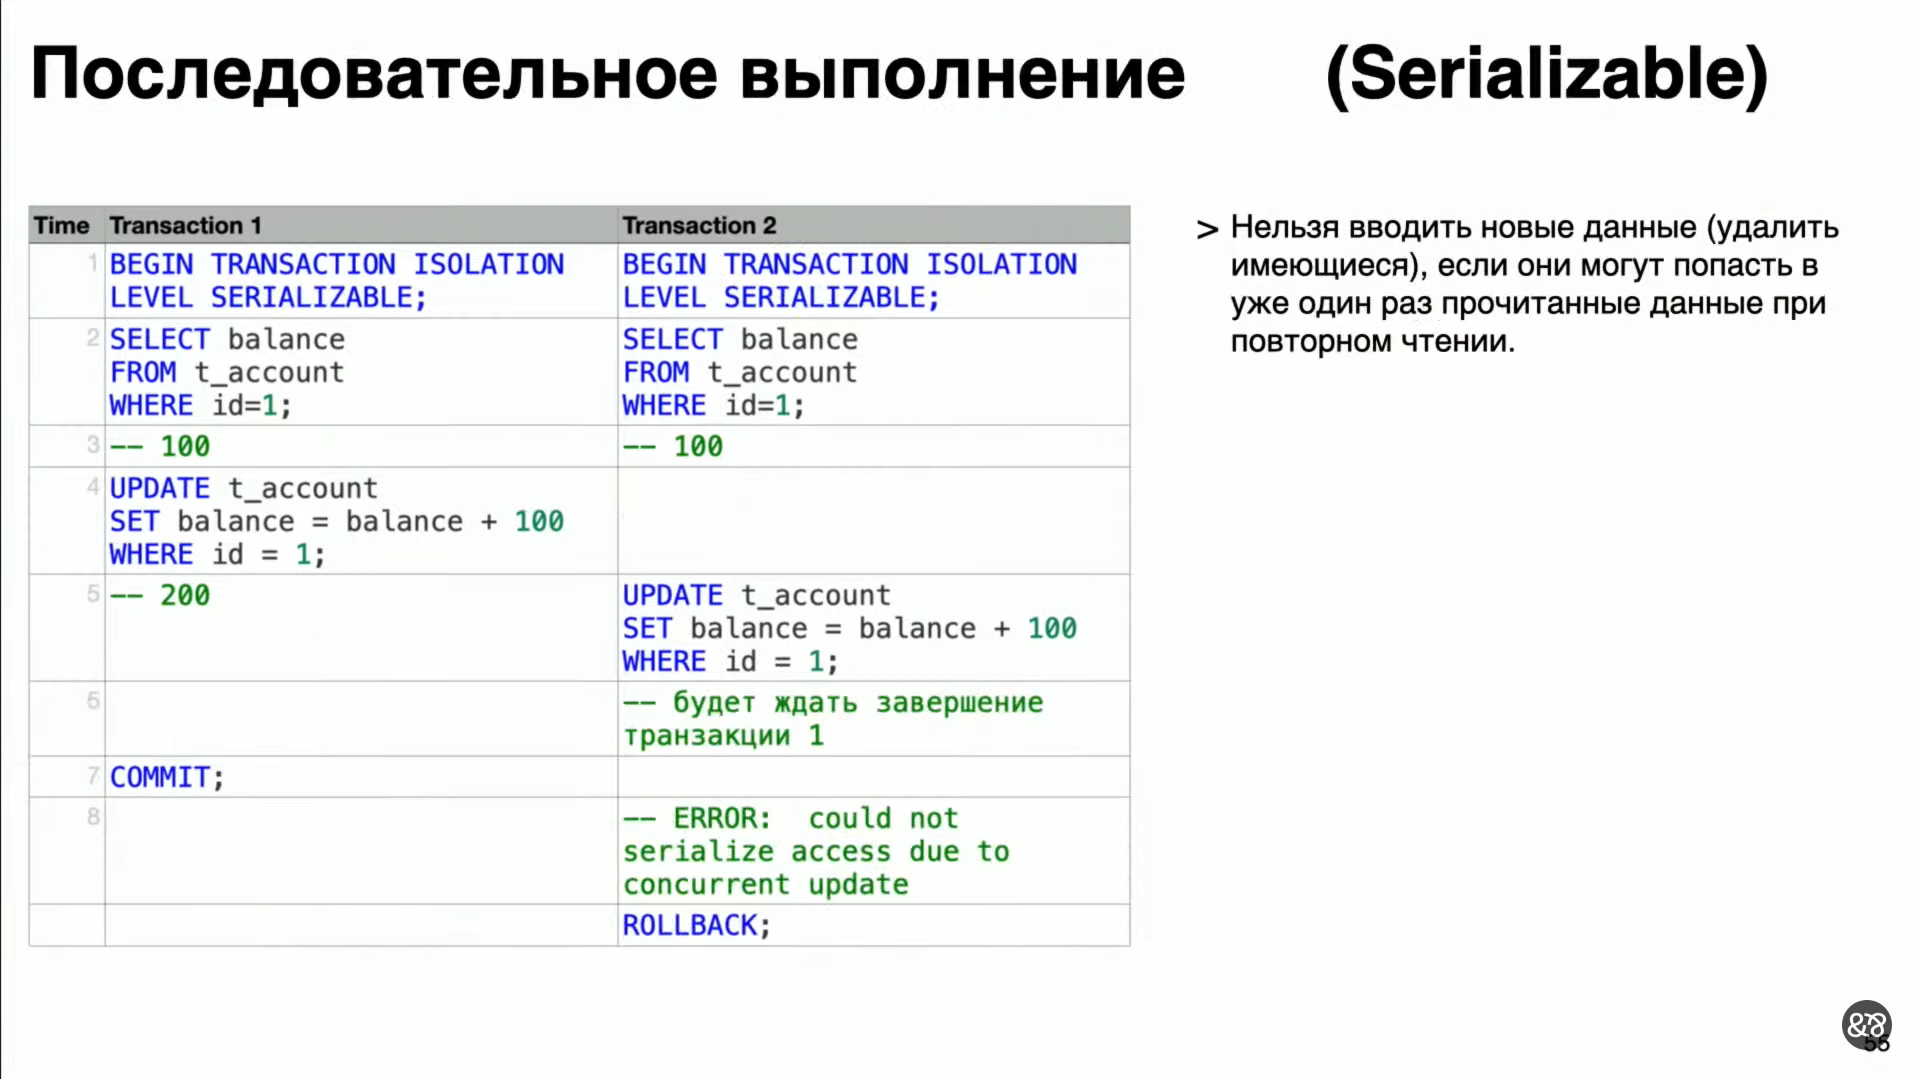 Последовательное выполнение (Serializable)
Time Transaction 1 Transaction 2
1 BEGIN TRANSACTION ISOLATION LEVEL SERIALIZABLE; BEGIN TRANSACTION ISOLATION LEVEL SERIALIZABLE;
2 SELECT balance
FROM t_account
WHERE id=1;
SELECT balance
FROM t_account
WHERE id=1;
3 -- 100 -- 100
4 UPDATE t_account
SET balance = balance + 100
WHERE id = 1;
5 -- 200
UPDATE t_account
SET balance = balance + 100
WHERE id = 1;
5 -- будет ждать завершение
транзакции 1
7 COMMIT;
8 -- ERROR:  could not
serialize access due to
concurrent update
ROLLBACK;
> Нельзя вводить новые данные (удалить
имеющиеся), если они могут попасть в
уже один раз прочитанные данные при
повторном чтении.
55